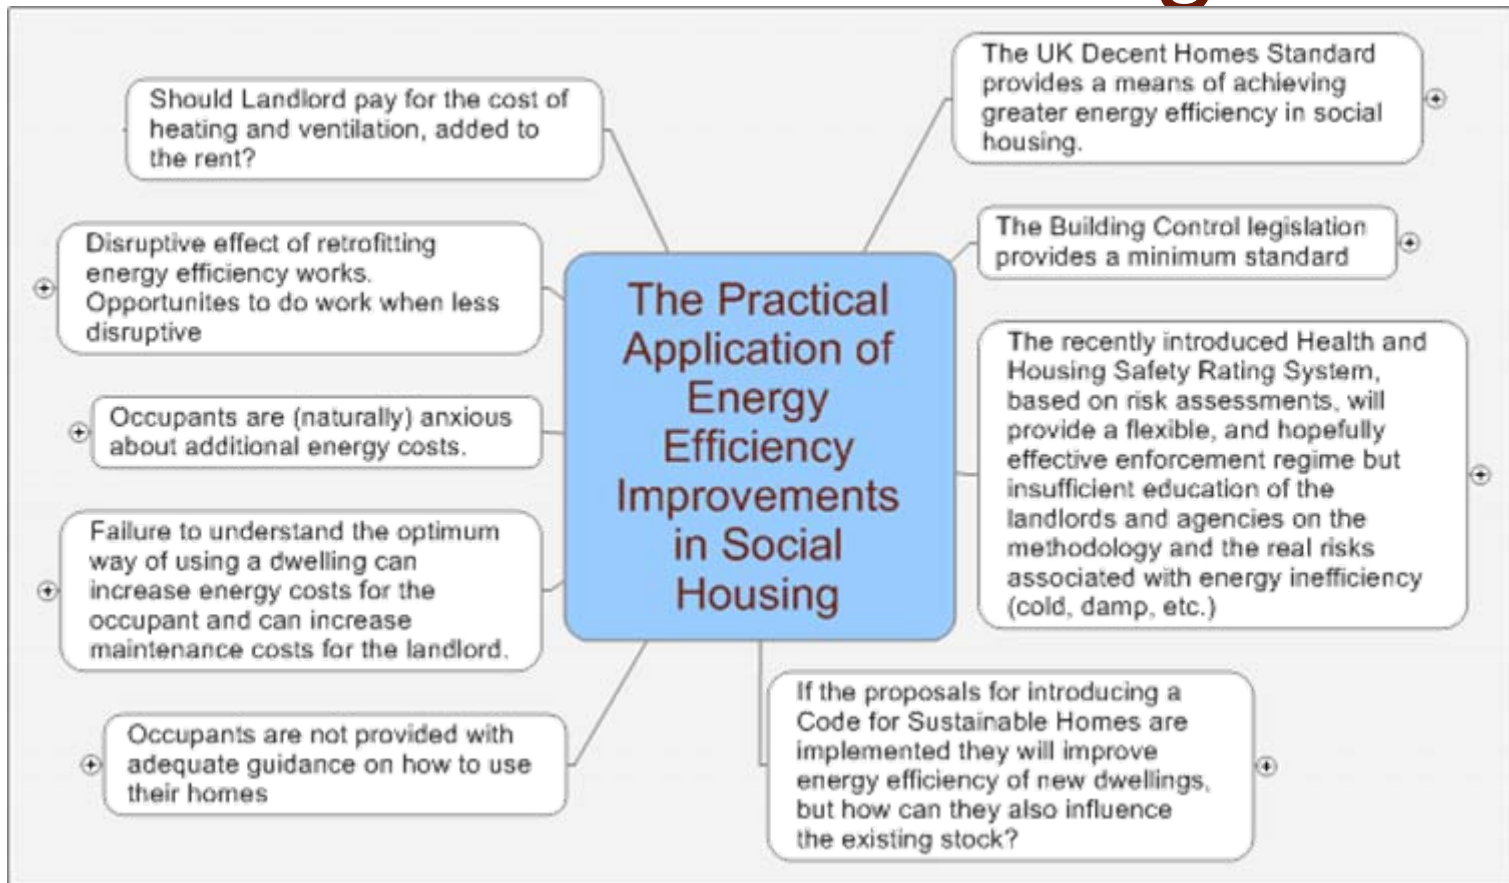 The Practical
Application of
Energy
Efficiency
Improvements
in Social
Housing
The UK Decent Homes Standard
provides a means of achieving
greater energy efficiency in social
housing.
The Building Control legislation
provides a minimum standard
The recently introduced Health and
Housing Safety Rating System,
based on risk assessments, will
provide a flexible, and hopefully
effective enforcement regime but
insufficient education of the
landlords and agencies on the
methodology and the real risks
associated with energy inefficiency
(cold, damp, etc.)
If the proposals for introducing a
Code for Sustainable Homes are
implemented they will improve
energy efficiency of new dwellings,
but how can they also influence
the existing stock?
Should Landlord pay for the cost of
heating and ventilation, added to
the rent?
Disruptive effect of retrofitting
energy efficiency works.
Opportunites to do work when less
disruptive
Occupants are (naturally) anxious
about additional energy costs.
Failure to understand the optimum
way of using a dwelling can
increase energy costs for the
occupant and can increase
maintenance costs for the landlord.
Occupants are not provided with
adequate guidance on how to use
their homes